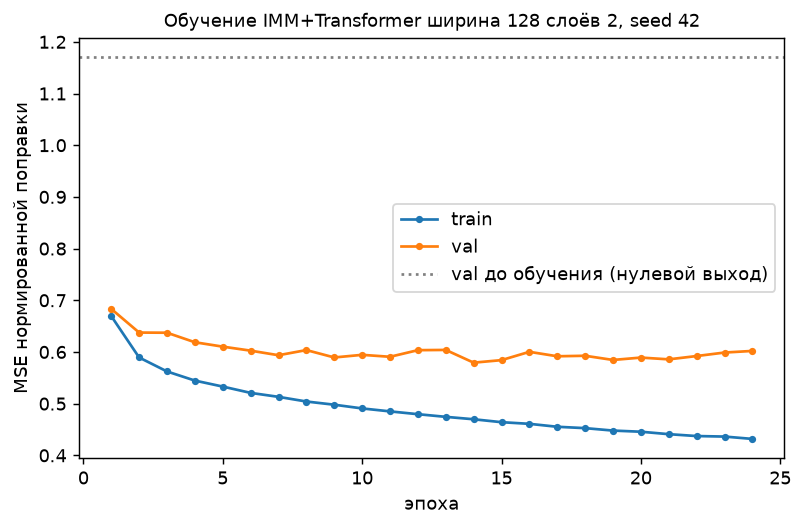 Обучение IMM+Transformer ширина 128 слоёв 2, seed 42
MSE нормированной поправки
1.2
1.1
1.0
0.9
0.8
0.7
0.6
0.5
0.4
train
val
val до обучения (нулевой выход)
0
5
10
15
20
25
эпоха